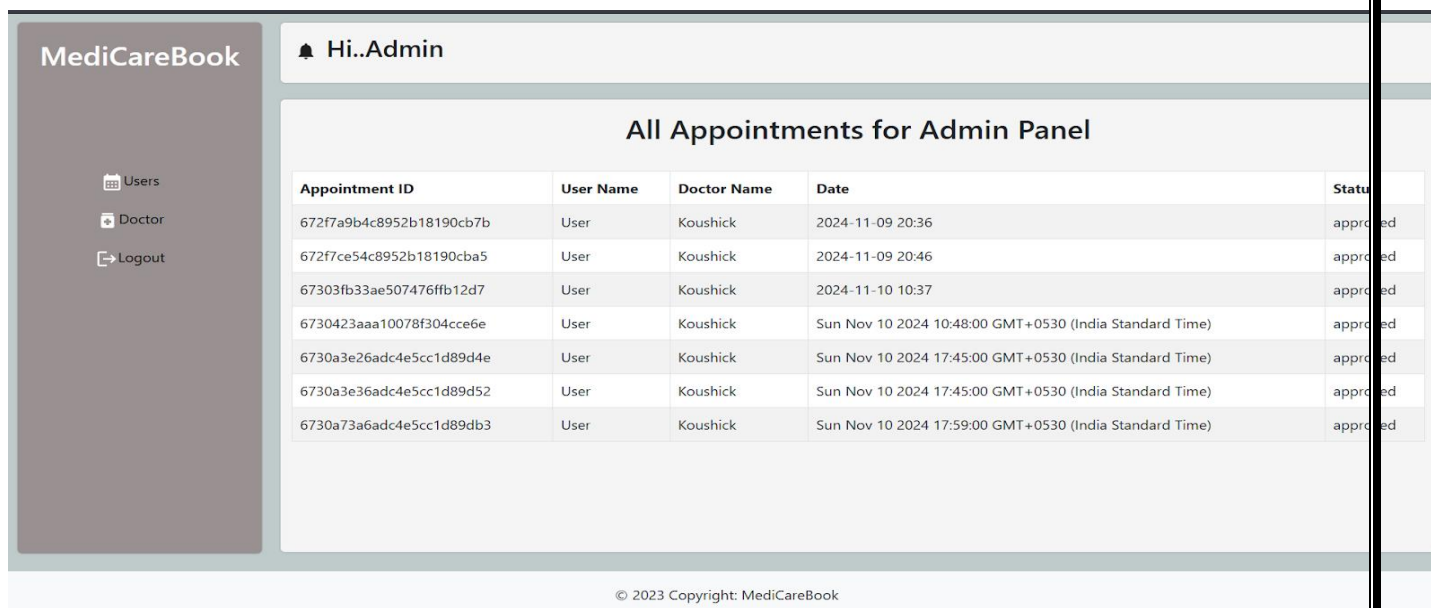 MediCareBook
Hi..Admin
All Appointments for Admin Panel
Users
Doctor
Logout
Appointment ID User Name Doctor Name Date
672f7a9b4c8952b18190cb7b User Koushick 2024-11-09 20:36
672f7ce54c8952b18190cba5 User Koushick 2024-11-09 20:46
67303fb33ae507476ffb12d7 User Koushick 2024-11-10 10:37
6730423aaa10078f304cce6e User Koushick Sun Nov 10 2024 10:48:00 GMT+0530 (India Standard Time)
6730a3e26adc4e5cc1d89d4e User Koushick Sun Nov 10 2024 17:45:00 GMT+0530 (India Standard Time)
6730a3e36adc4e5cc1d89d52 User Koushick Sun Nov 10 2024 17:45:00 GMT+0530 (India Standard Time)
6730a73a6adc4e5cc1d89db3 User Koushick Sun Nov 10 2024 17:59:00 GMT+0530 (India Standard Time)
© 2023 Copyright: MediCareBook